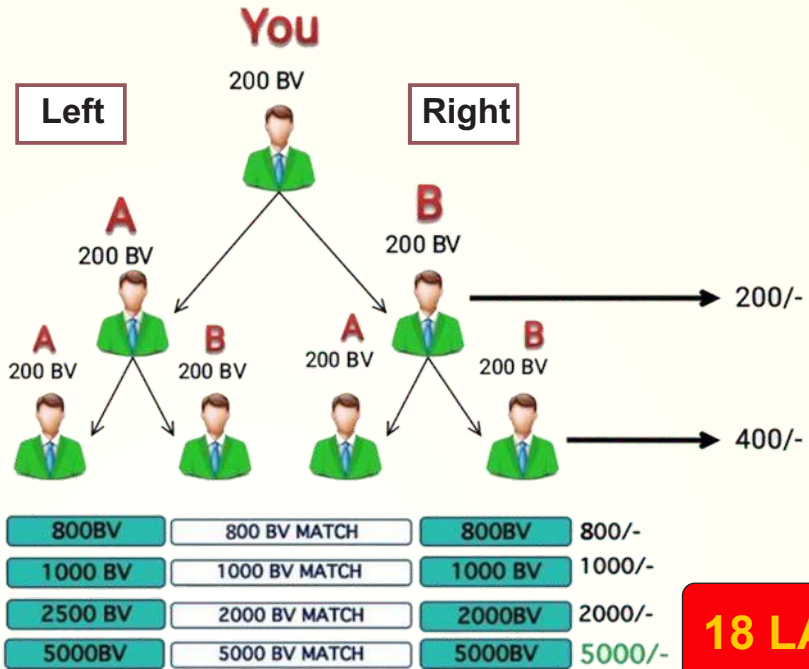 You
200 BV
Left
Right
A
200 BV
B
200 BV
200/-
A
200 BV
B
200 BV
A
200 BV
B
200 BV
400/-
800BV 800 BV MATCH 800BV 800/-
1000 BV 1000 BV MATCH 1000 BV 1000/-
2500 BV 2000 BV MATCH 2000BV 2000/-
5000BV 5000 BV MATCH 5000BV 5000/-
18 LA